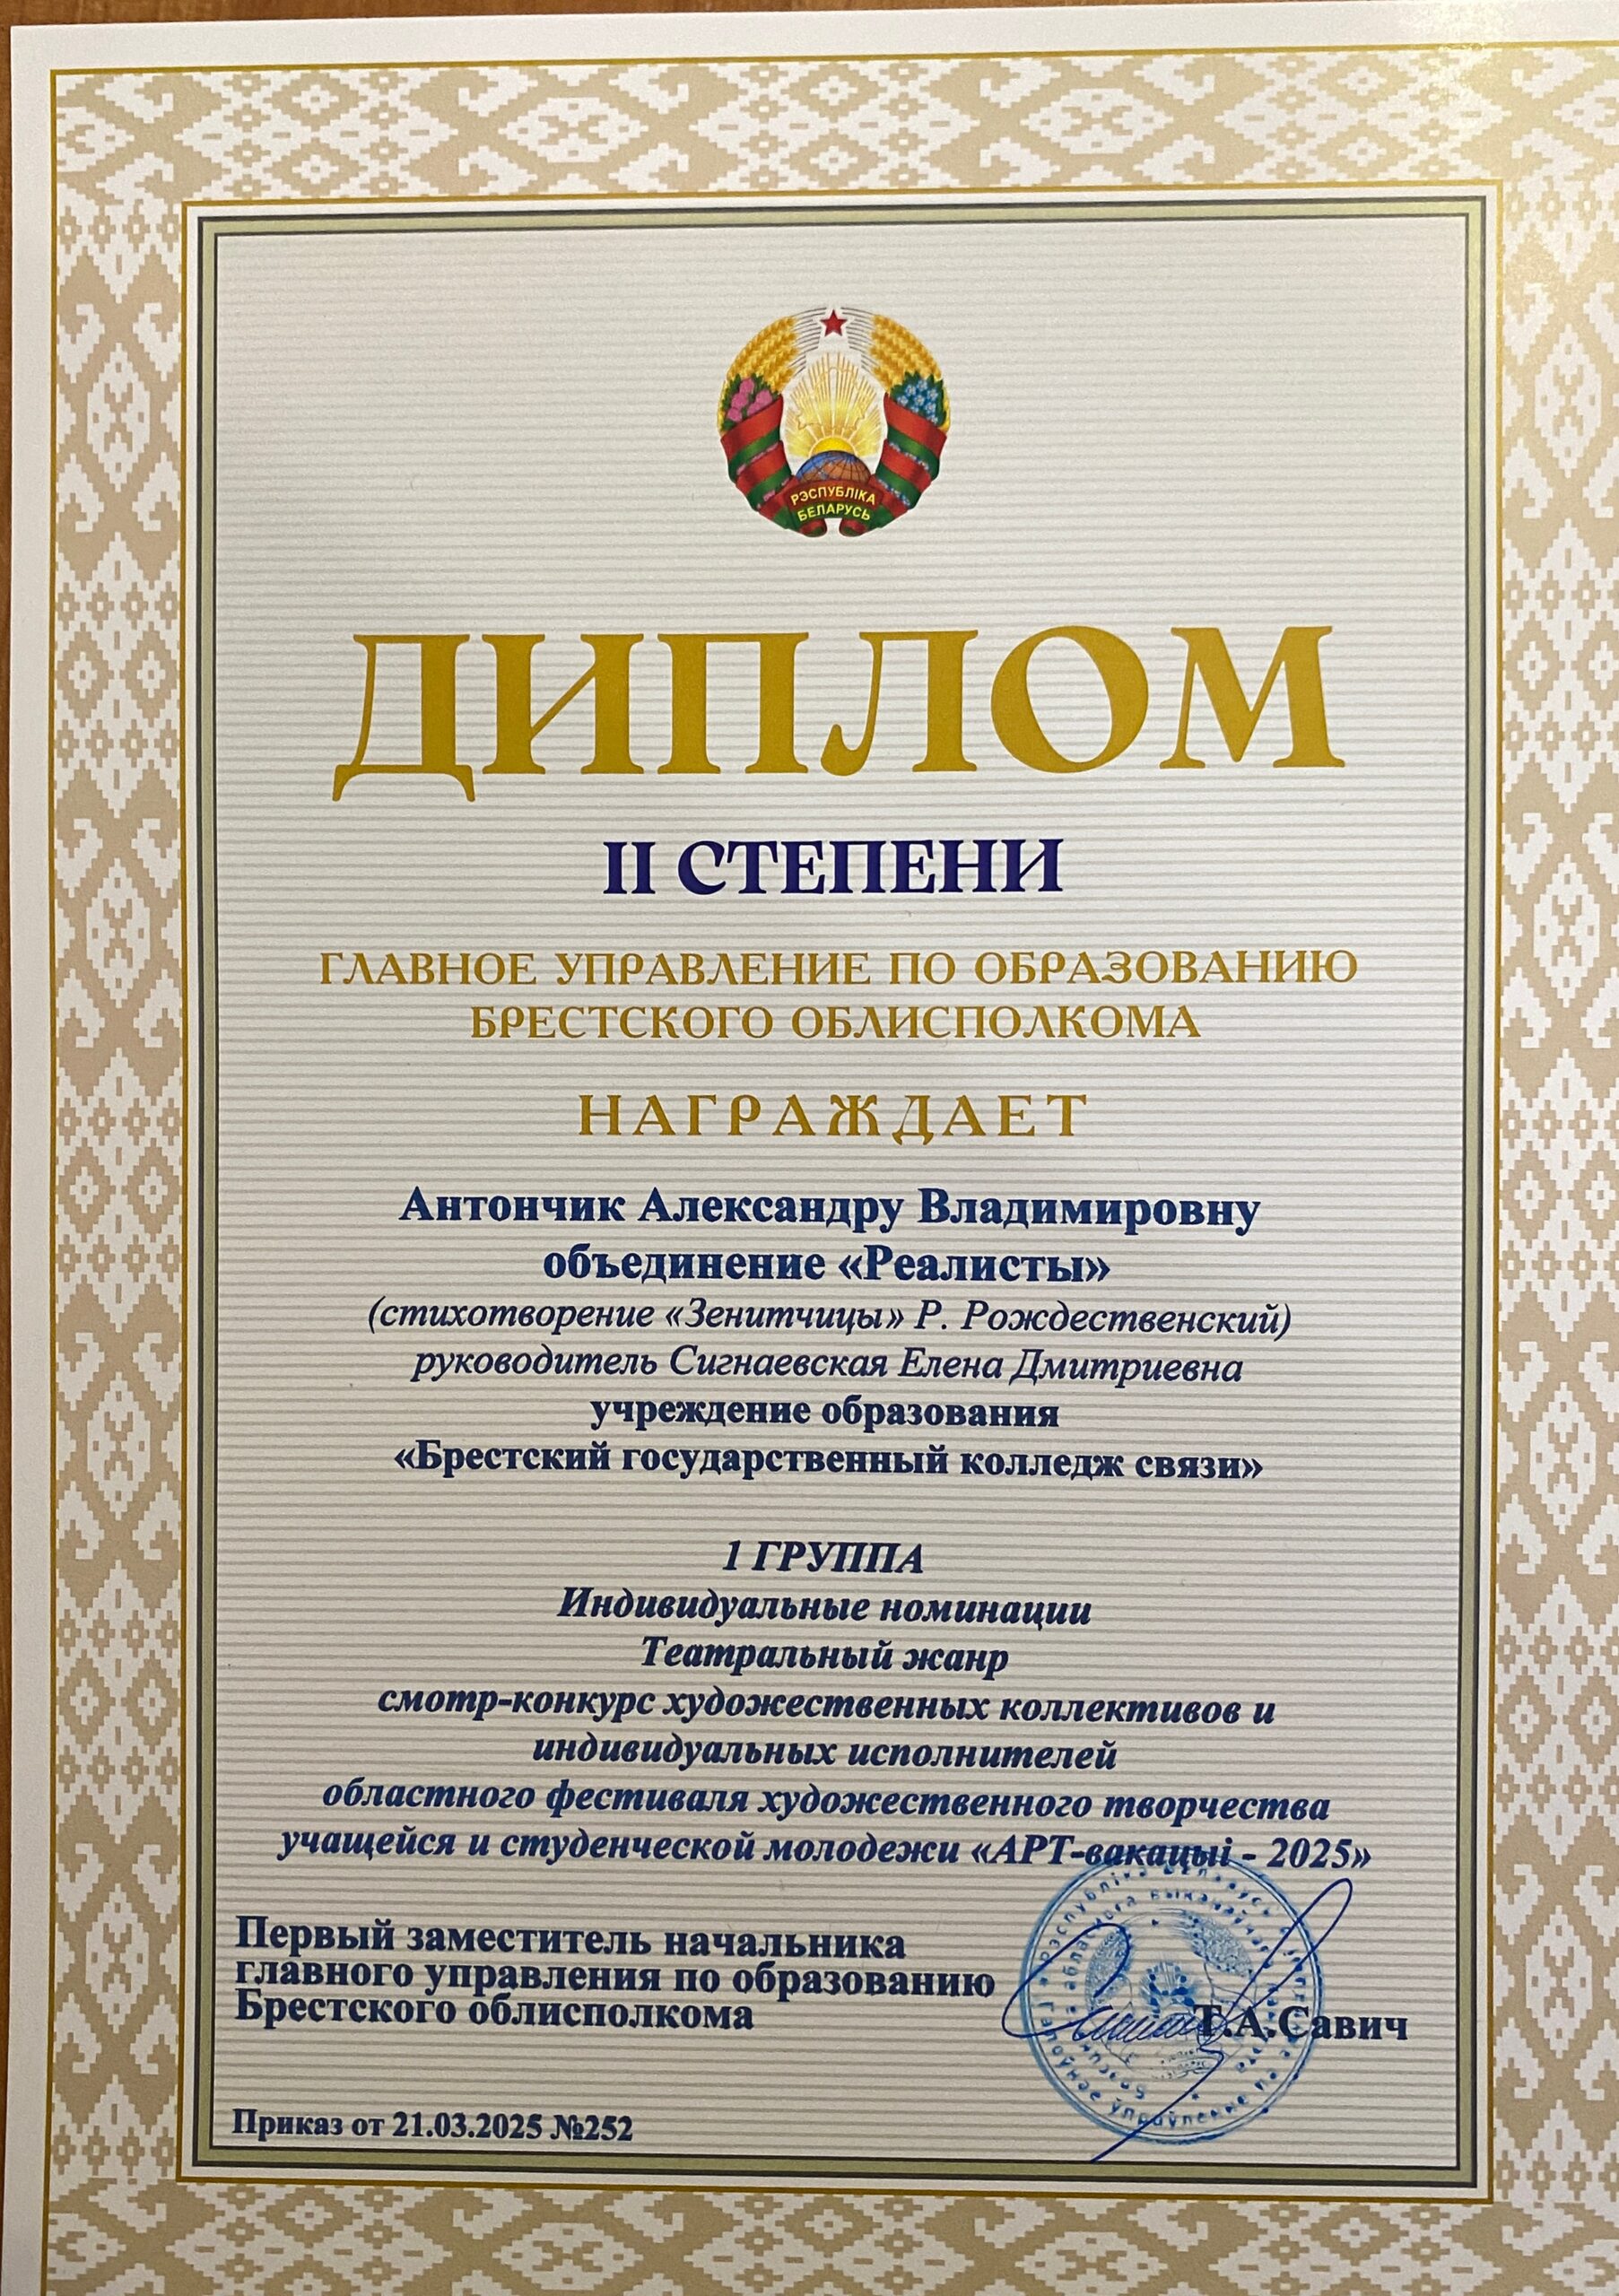 РЭСПУБЛІКА
БЕЛАРУСЬ
ДИПЛОМ
II СТЕПЕНИ
ГЛАВНОЕ УПРАВЛЕНИЕ ПО ОБРАЗОВАНИЮ
БРЕСТСКОГО ОБЛИСПОЛКОМА
НАГРАЖДАЕТ
Антончик Александру Владимировну
объединение «Реалисты»
(стихотворение «Зенитчицы» Р. Рождественский)
руководитель Сигнаевская Елена Дмитриевна
учреждение образования
«Брестский государственный колледж связи»
1 ГРУППА
Индивидуальные номинации
Театральный жанр
смотр-конкурс художественных коллективов и
индивидуальных исполнителей
областного фестиваля художественного творчества
учащейся и студенческой молодежи «АРТ-вакацыі - 2025»
Первый заместитель начальника
главного управления по образованию
Брестского облисполкома
Т.А.Савич
Приказ от 21.03.2025 №252